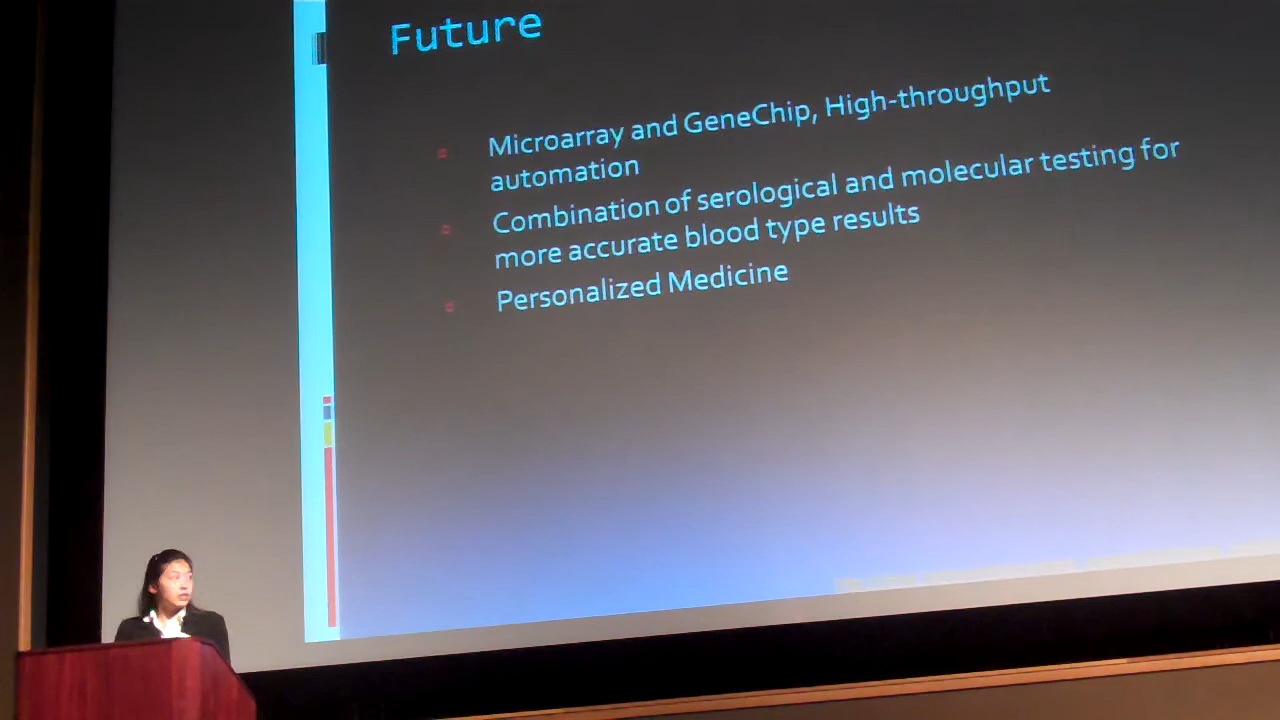 Future
Microarray and GeneChip, High-throughput
automation
Combination of serological and molecular testing for
more accurate blood type results
Personalized Medicine